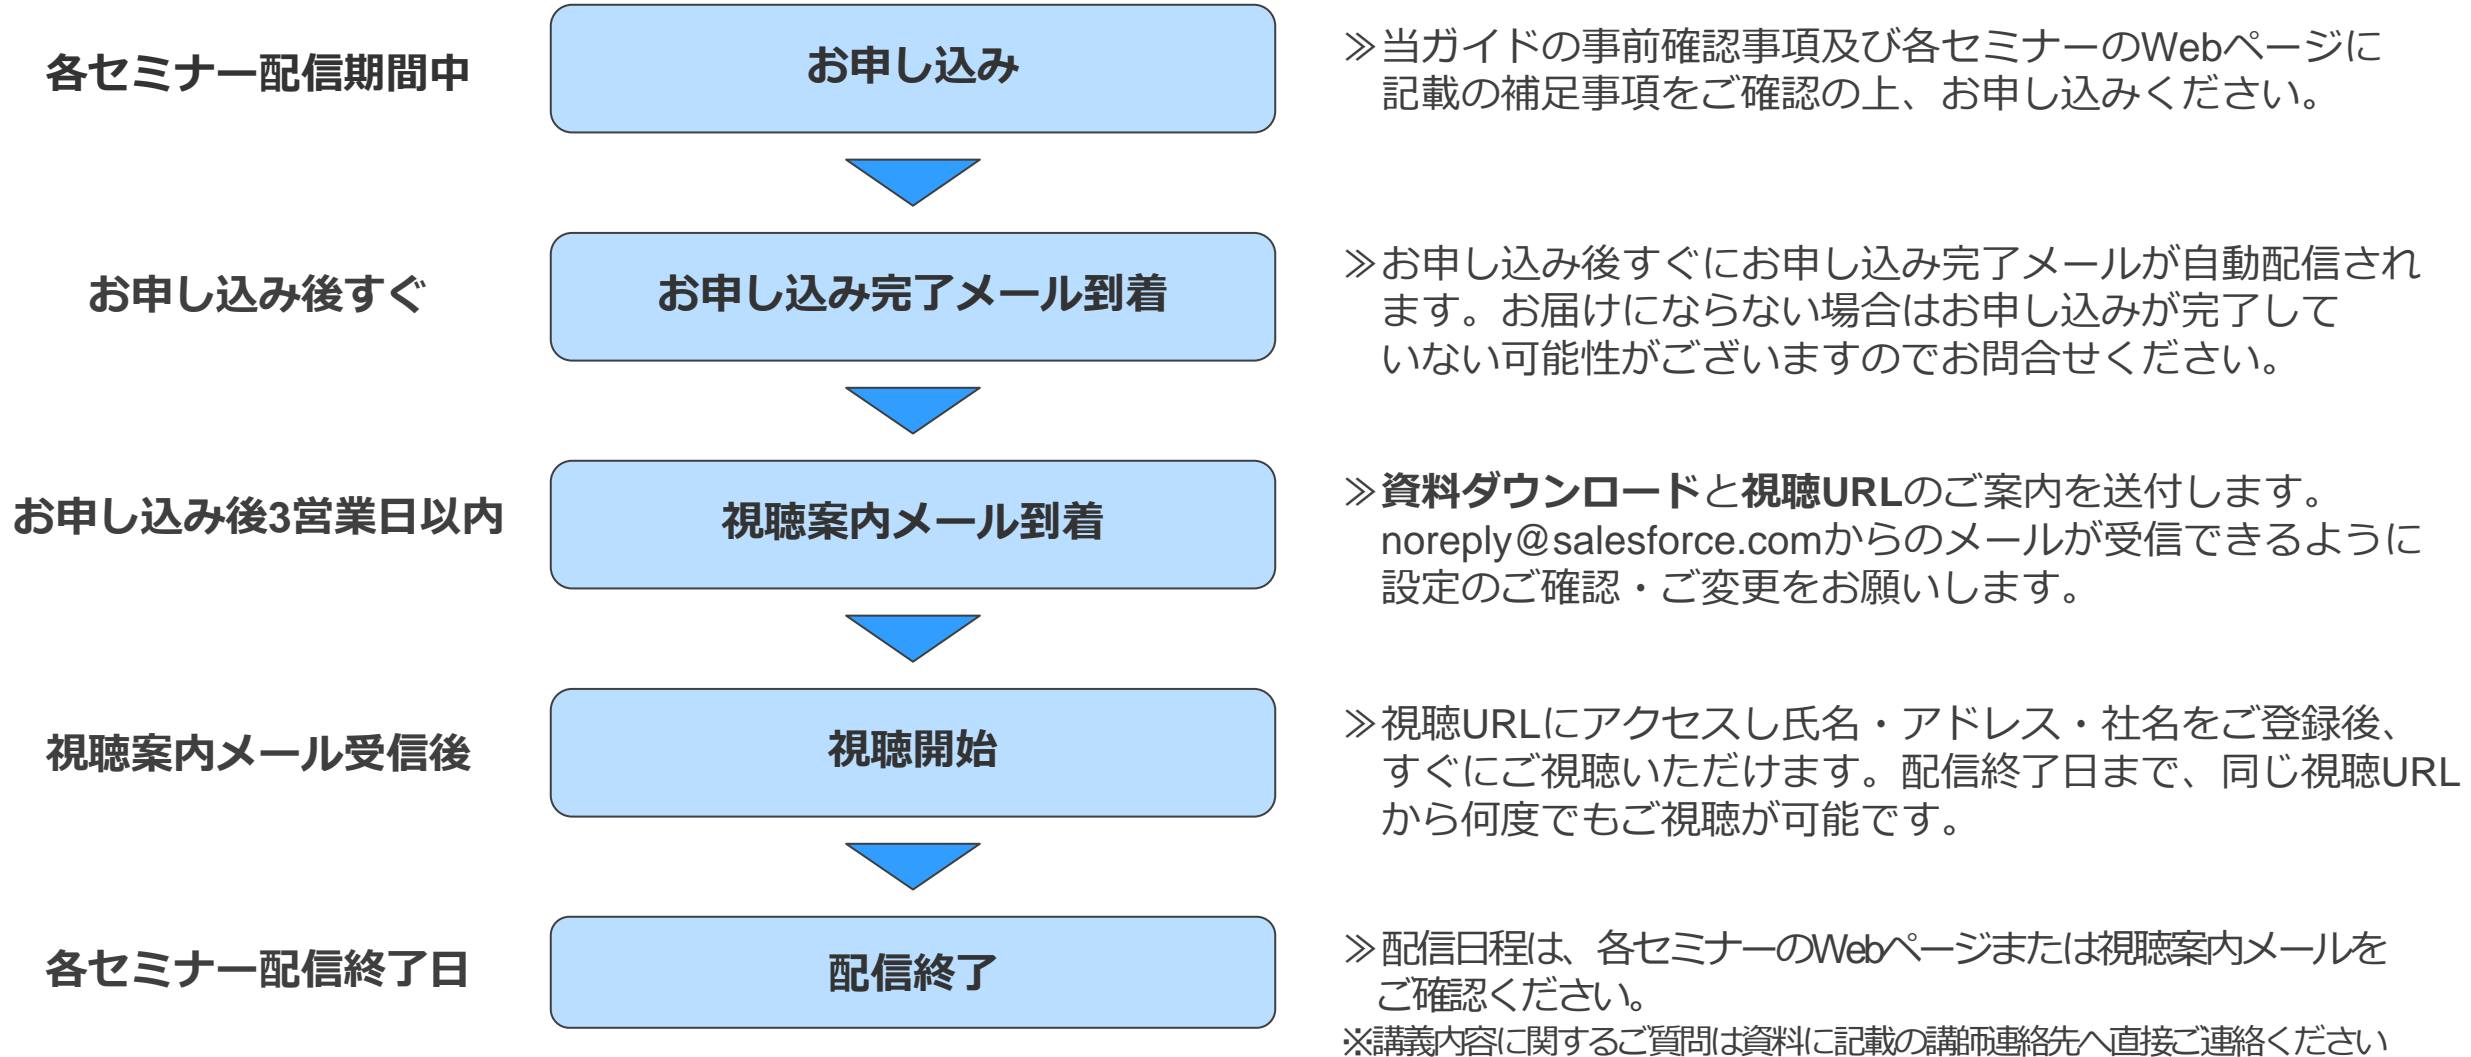 各セミナー配信期間中
お申し込み
≫当ガイドの事前確認事項及び各セミナーのWebページに
記載の補足事項をご確認の上、お申し込みください。
お申し込み後すぐ
お申し込み完了メール到着
≫お申し込み後すぐにお申し込み完了メールが自動配信され
ます。お届けにならない場合はお申し込みが完了して
いない可能性がございますのでお問合せください。
お申し込み後3営業日以内
視聴案内メール到着
≫資料ダウンロードと視聴URLのご案内を送付します。
noreply@salesforce.comからのメールが受信できるように
設定のご確認・ご変更をお願いします。
視聴案内メール受信後
視聴開始
≫視聴URLにアクセスし氏名・アドレス・社名をご登録後、
すぐにご視聴いただけます。配信終了日まで、同じ視聴URL
から何度でもご視聴が可能です。
各セミナー配信終了日
配信終了
≫配信日程は、各セミナーのWebページまたは視聴案内メールを
ご確認ください。
※講義内容に関するご質問は資料に記載の講師連絡先へ直接ご連絡ください